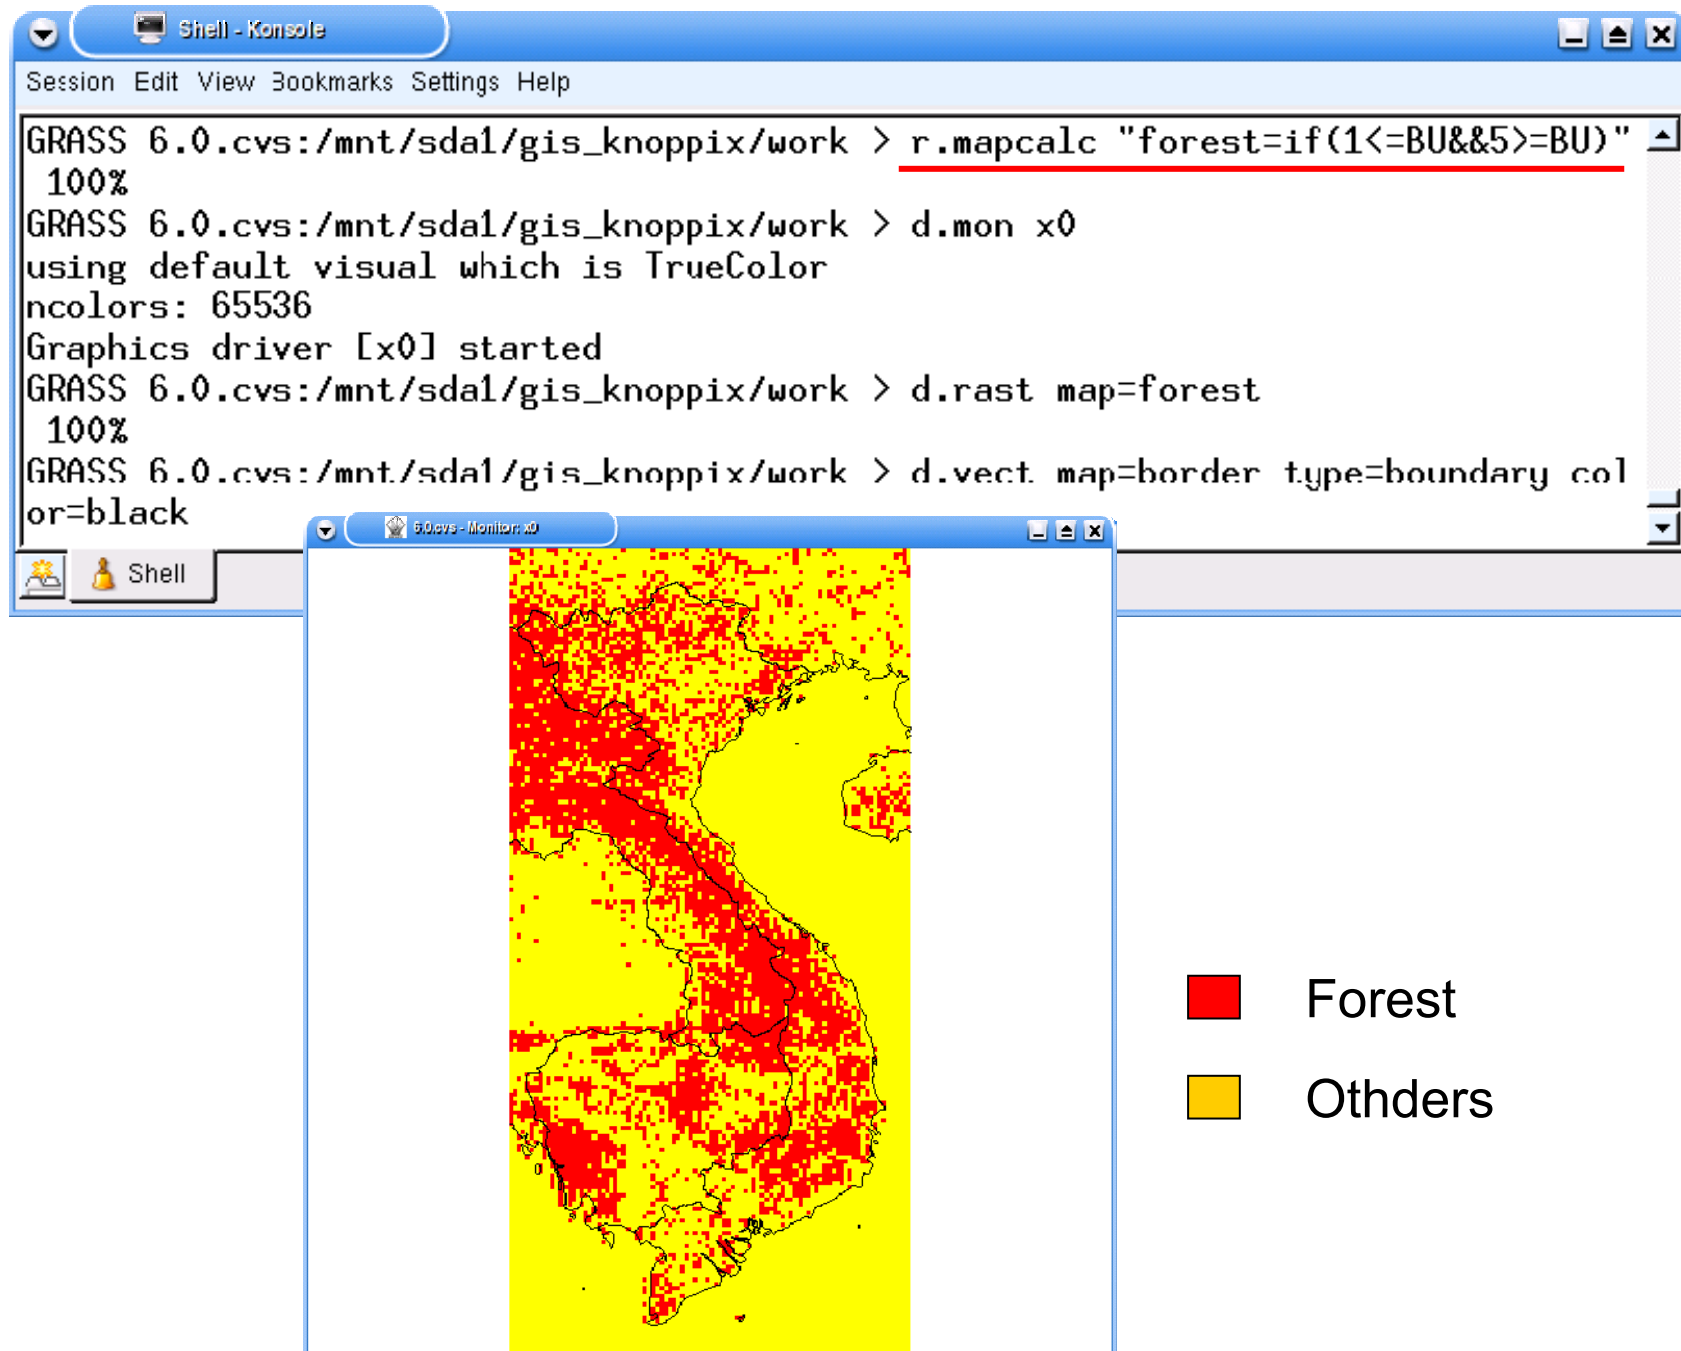 Shell - Konsole
Session Edit View Bookmarks Settings Help
GRASS 6.0.cvs:/mnt/sda1/gis_knoppix/work > r.mapcalc "forest=if(1<=BU&&5>=BU)"
100%
GRASS 6.0.cvs:/mnt/sda1/gis_knoppix/work > d.mon x0
using default visual which is TrueColor
ncolors: 65536
Graphics driver [x0] started
GRASS 6.0.cvs:/mnt/sda1/gis_knoppix/work > d.rast map=forest
100%
GRASS 6.0.cvs:/mnt/sda1/gis_knoppix/work > d.vect map=border type=boundary col
or=black
Shell
6.0.cvs - Monitor: x0
Forest
Othders